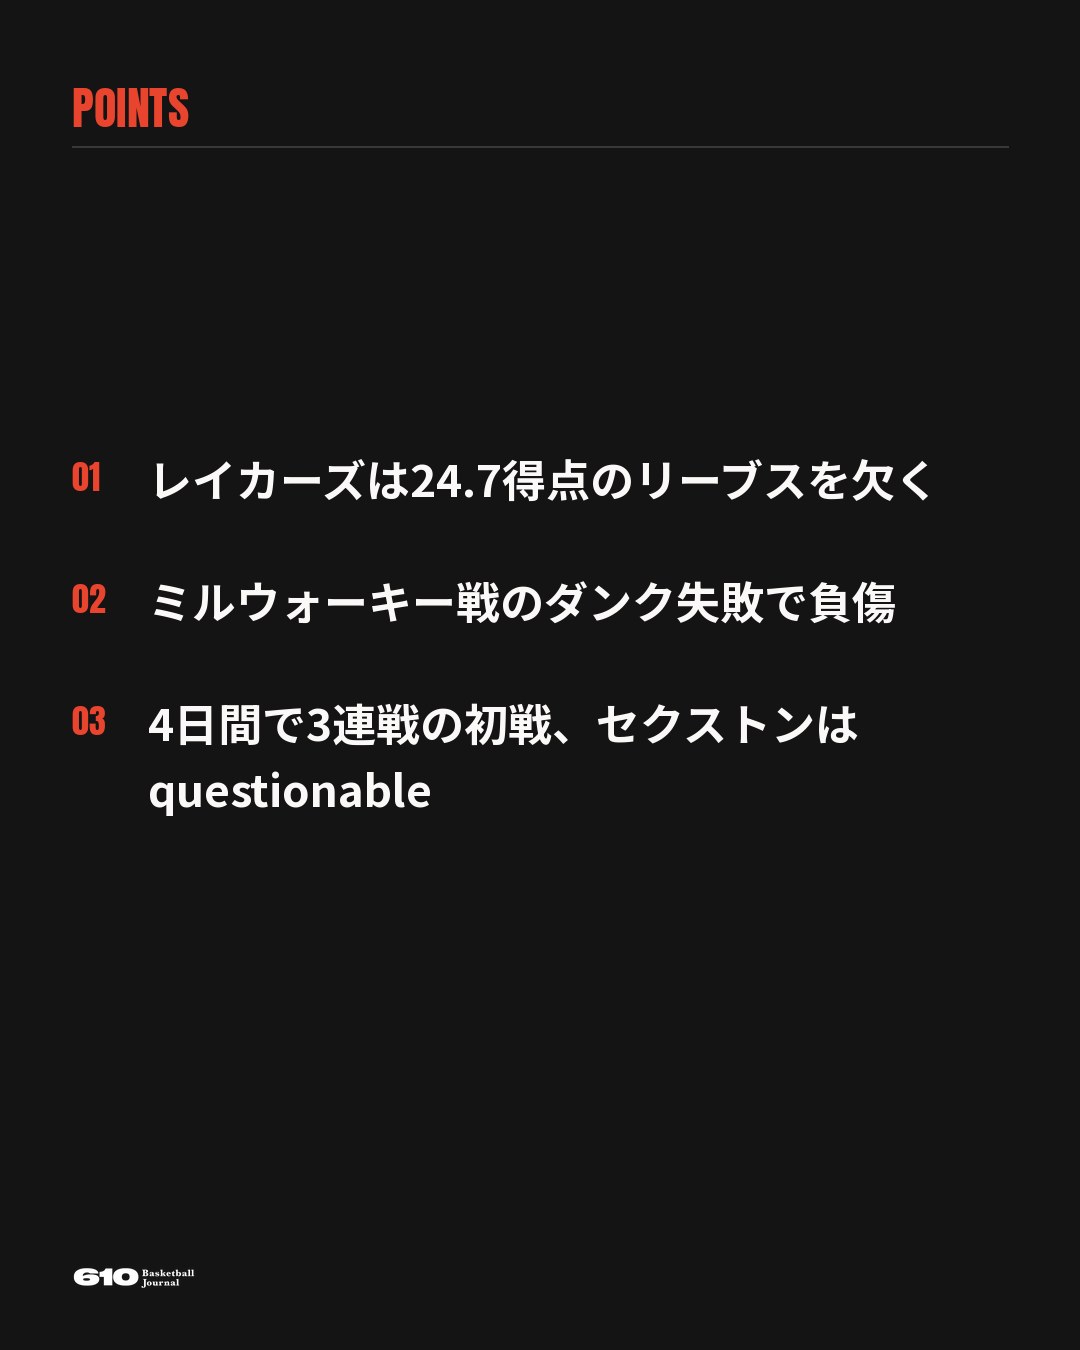 POINTS
01 レイカーズは24.7得点のリーブスを欠く
02 ミルウォーキー戦のダンク失敗で負傷
03 4日間で3連戦の初戦、セクストンは
questionable
610 Basketball
Journal